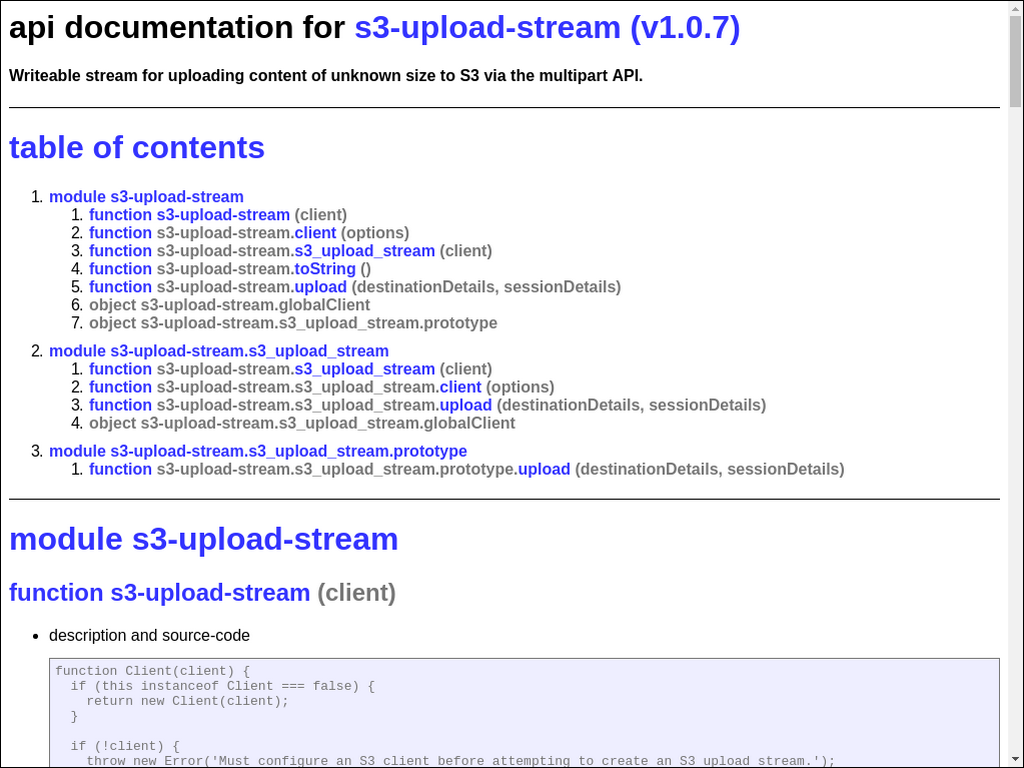 api documentation for s3-upload-stream (v1.0.7)
Writeable stream for uploading content of unknown size to S3 via the multipart API.
table of contents
1. module s3-upload-stream
1. function s3-upload-stream (client)
2. function s3-upload-stream.client (options)
3. function s3-upload-stream.s3_upload_stream (client)
4. function s3-upload-stream.toString ()
5. function s3-upload-stream.upload (destinationDetails, sessionDetails)
6. object s3-upload-stream.globalClient
7. object s3-upload-stream.s3_upload_stream.prototype
2. module s3-upload-stream.s3_upload_stream
1. function s3-upload-stream.s3_upload_stream (client)
2. function s3-upload-stream.s3_upload_stream.client (options)
3. function s3-upload-stream.s3_upload_stream.upload (destinationDetails, sessionDetails)
4. object s3-upload-stream.s3_upload_stream.globalClient
3. module s3-upload-stream.s3_upload_stream.prototype
1. function s3-upload-stream.s3_upload_stream.prototype.upload (destinationDetails, sessionDetails)
module s3-upload-stream
function s3-upload-stream (client)
• description and source-code
function Client(client) {
  if (this instanceof Client === false) {
    return new Client(client);
  }
  if (!client) {
    throw new Error('Must configure an S3 client before attempting to create an S3 upload stream.');